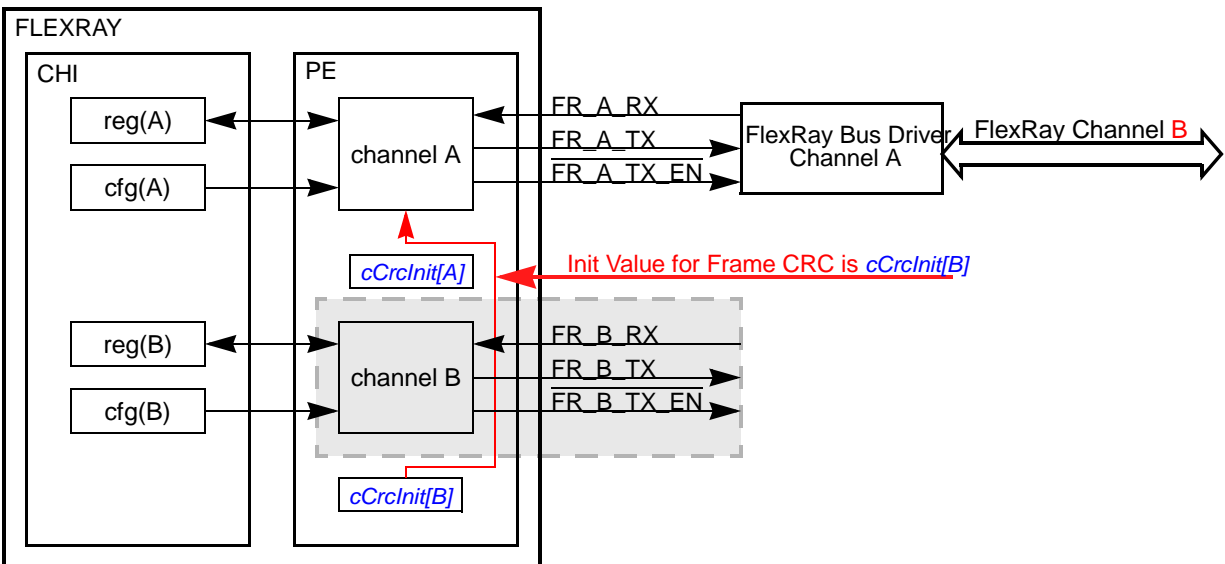 FLEXRAY
CHI
PE
reg(A)
cfg(A)
channel A
FR_A_RX
FR_A_TX
FR_A_TX_EN
FlexRay Bus Driver
Channel A
FlexRay Channel B
cCrcInit[A]
Init Value for Frame CRC is cCrcInit[B]
reg(B)
cfg(B)
channel B
FR_B_RX
FR_B_TX
FR_B_TX_EN
cCrcInit[B]